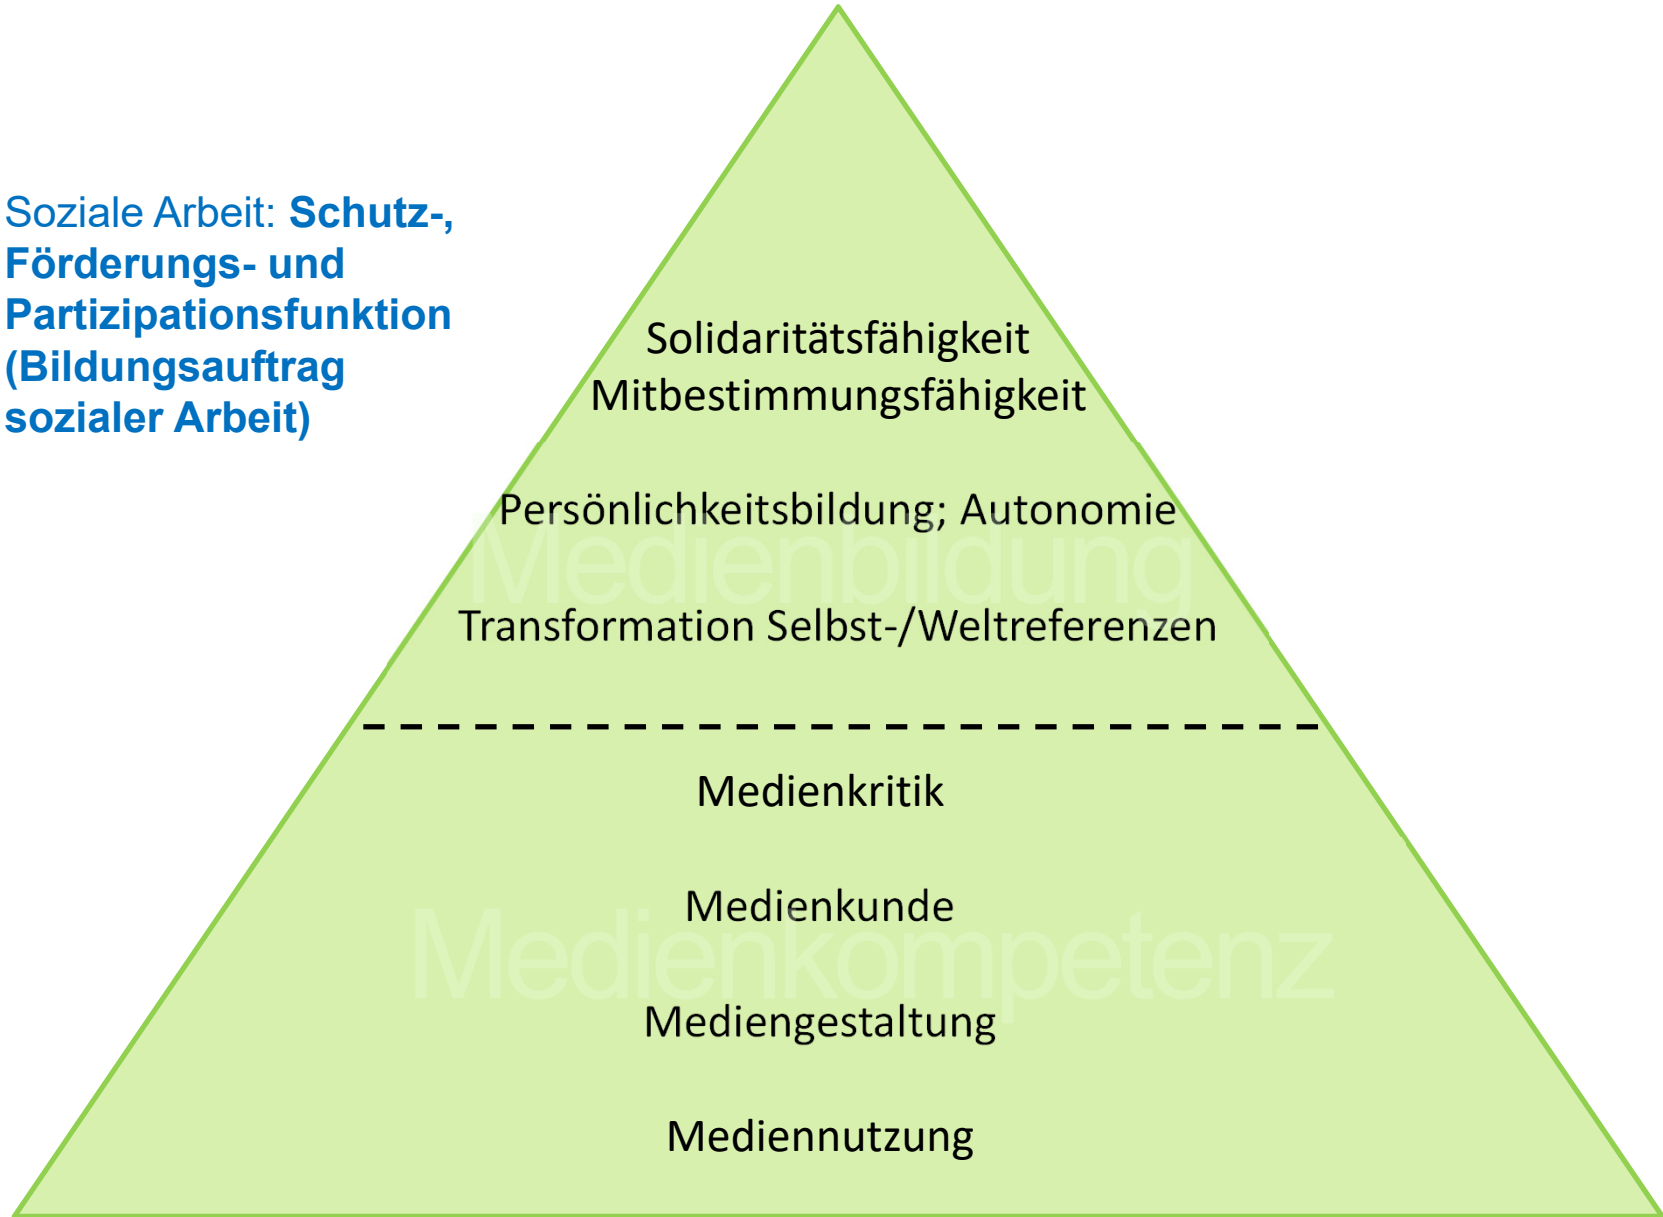 Soziale Arbeit: Schutz-,
Förderungs- und
Partizipationsfunktion
(Bildungsauftrag
sozialer Arbeit)
Solidaritätsfähigkeit
Mitbestimmungsfähigkeit
Persönlichkeitsbildung; Autonomie
Medienbildung
Transformation Selbst-/Weltreferenzen
Medienkritik
Medienkunde
Medienkompetenz
Mediengestaltung
Mediennutzung